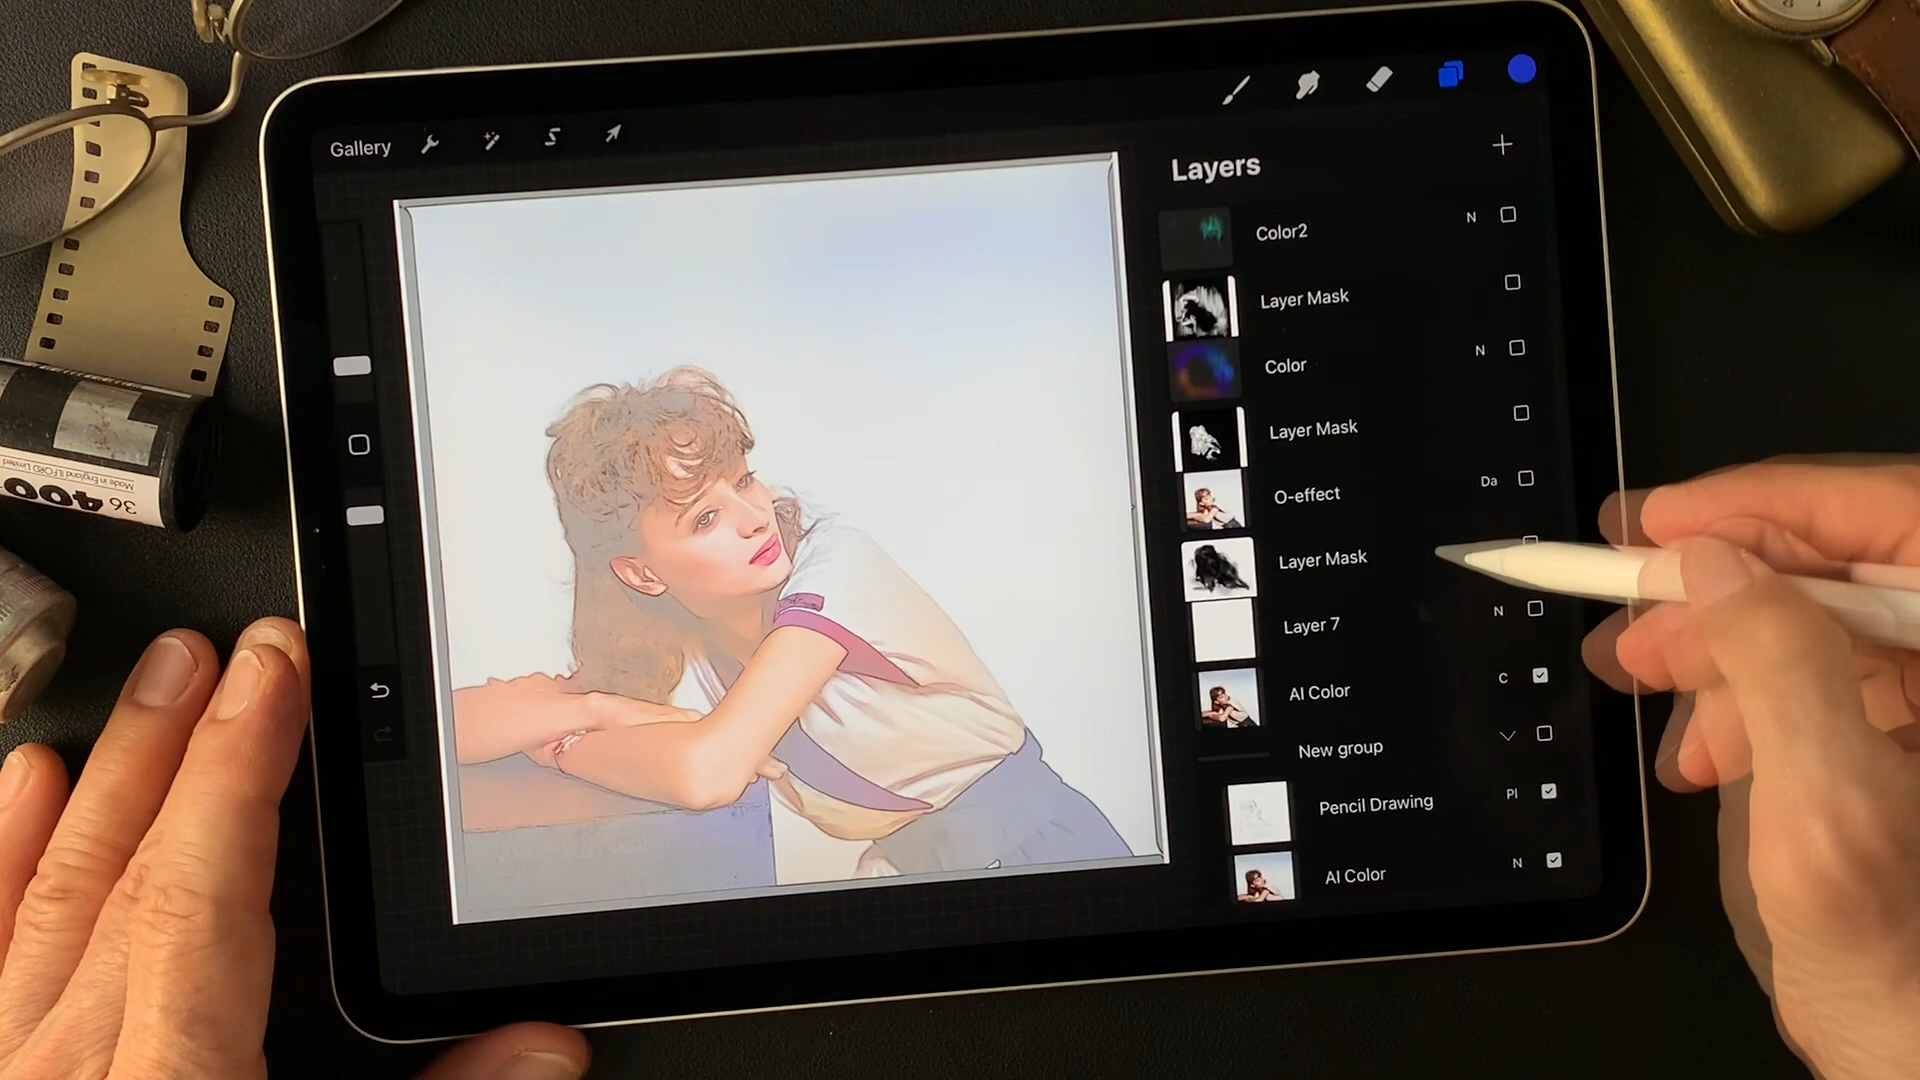 Gallery
Layers
Color2 N
Layer Mask
Color N
Layer Mask
O-effect Da
Layer Mask
Layer 7 N
AI Color C
New group
Pencil Drawing Pl
AI Color N
Made in England ILFORD Limited
36 400